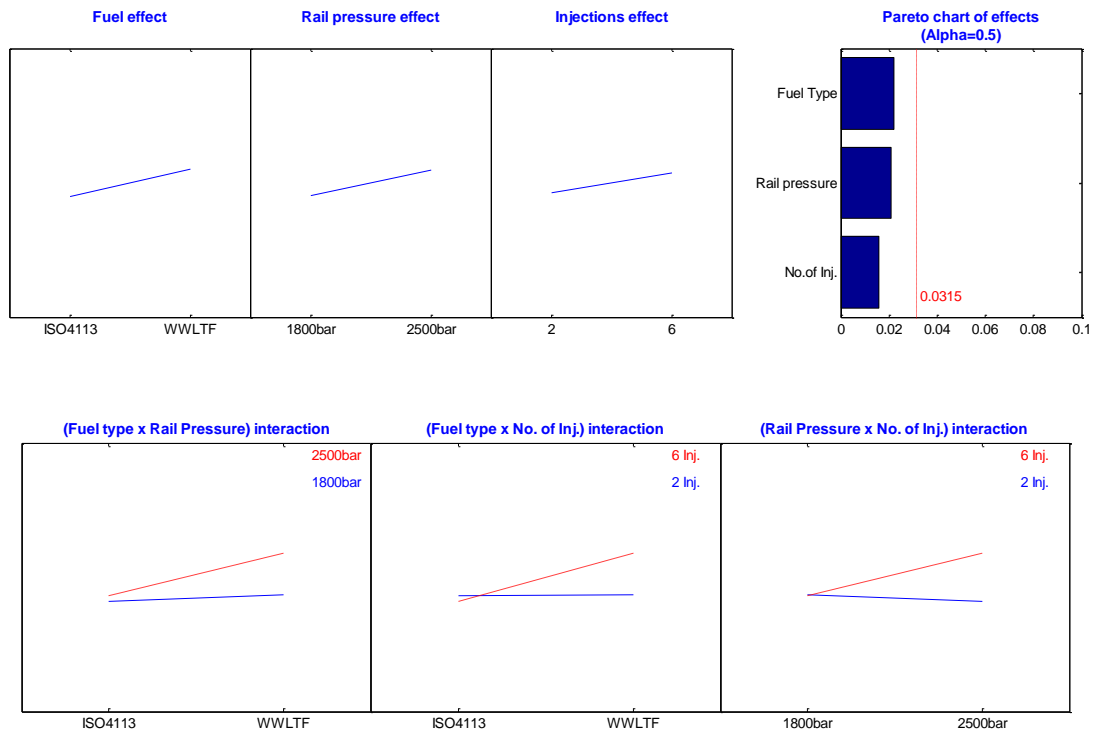 Fuel effect
Rail pressure effect
Injections effect
Pareto chart of effects
(Alpha=0.5)
Fuel Type
Rail pressure
No.of Inj.
0.0315
ISO4113
WWLTF
1800bar
2500bar
2
6
0
0.02
0.04
0.06
0.08
0.1
(Fuel type x Rail Pressure) interaction
(Fuel type x No. of Inj.) interaction
(Rail Pressure x No. of Inj.) interaction
2500bar
1800bar
6 Inj.
2 Inj.
6 Inj.
2 Inj.
ISO4113
WWLTF
ISO4113
WWLTF
1800bar
2500bar